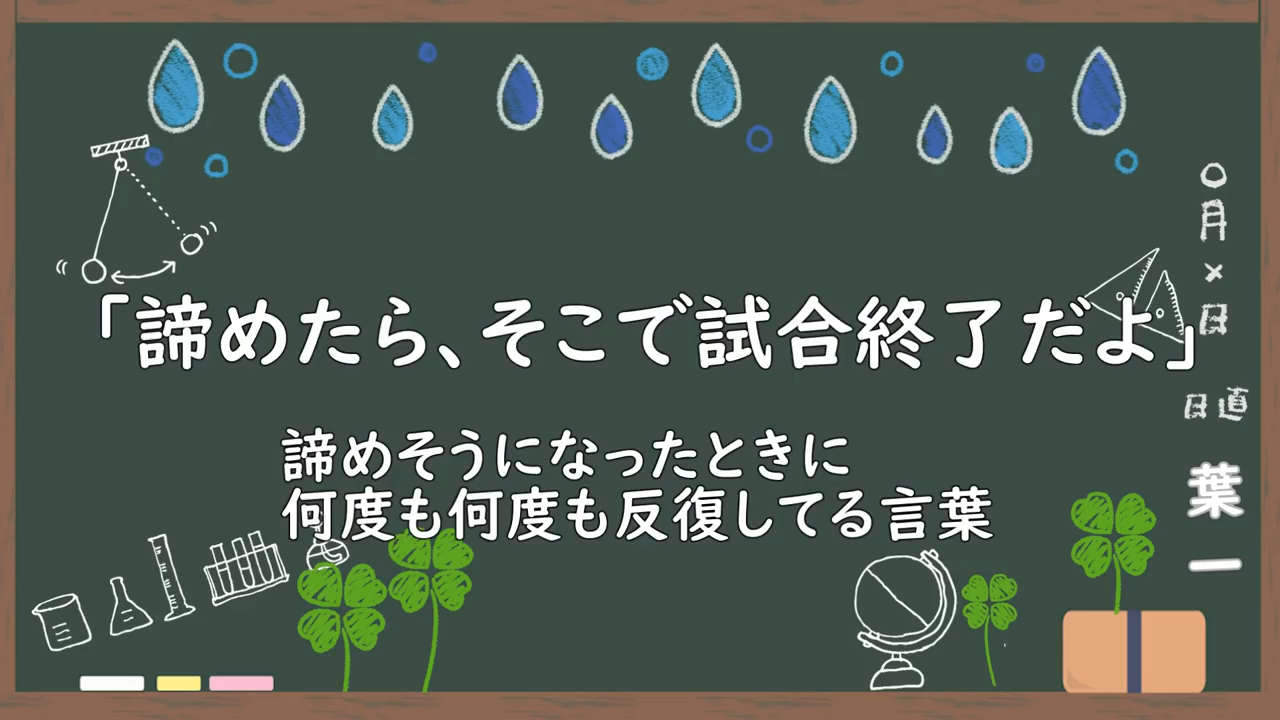 「諦めたら、そこで試合終了だよ」
諦めそうになったときに
何度も何度も反復してる言葉
〇月×日
日直
葉一